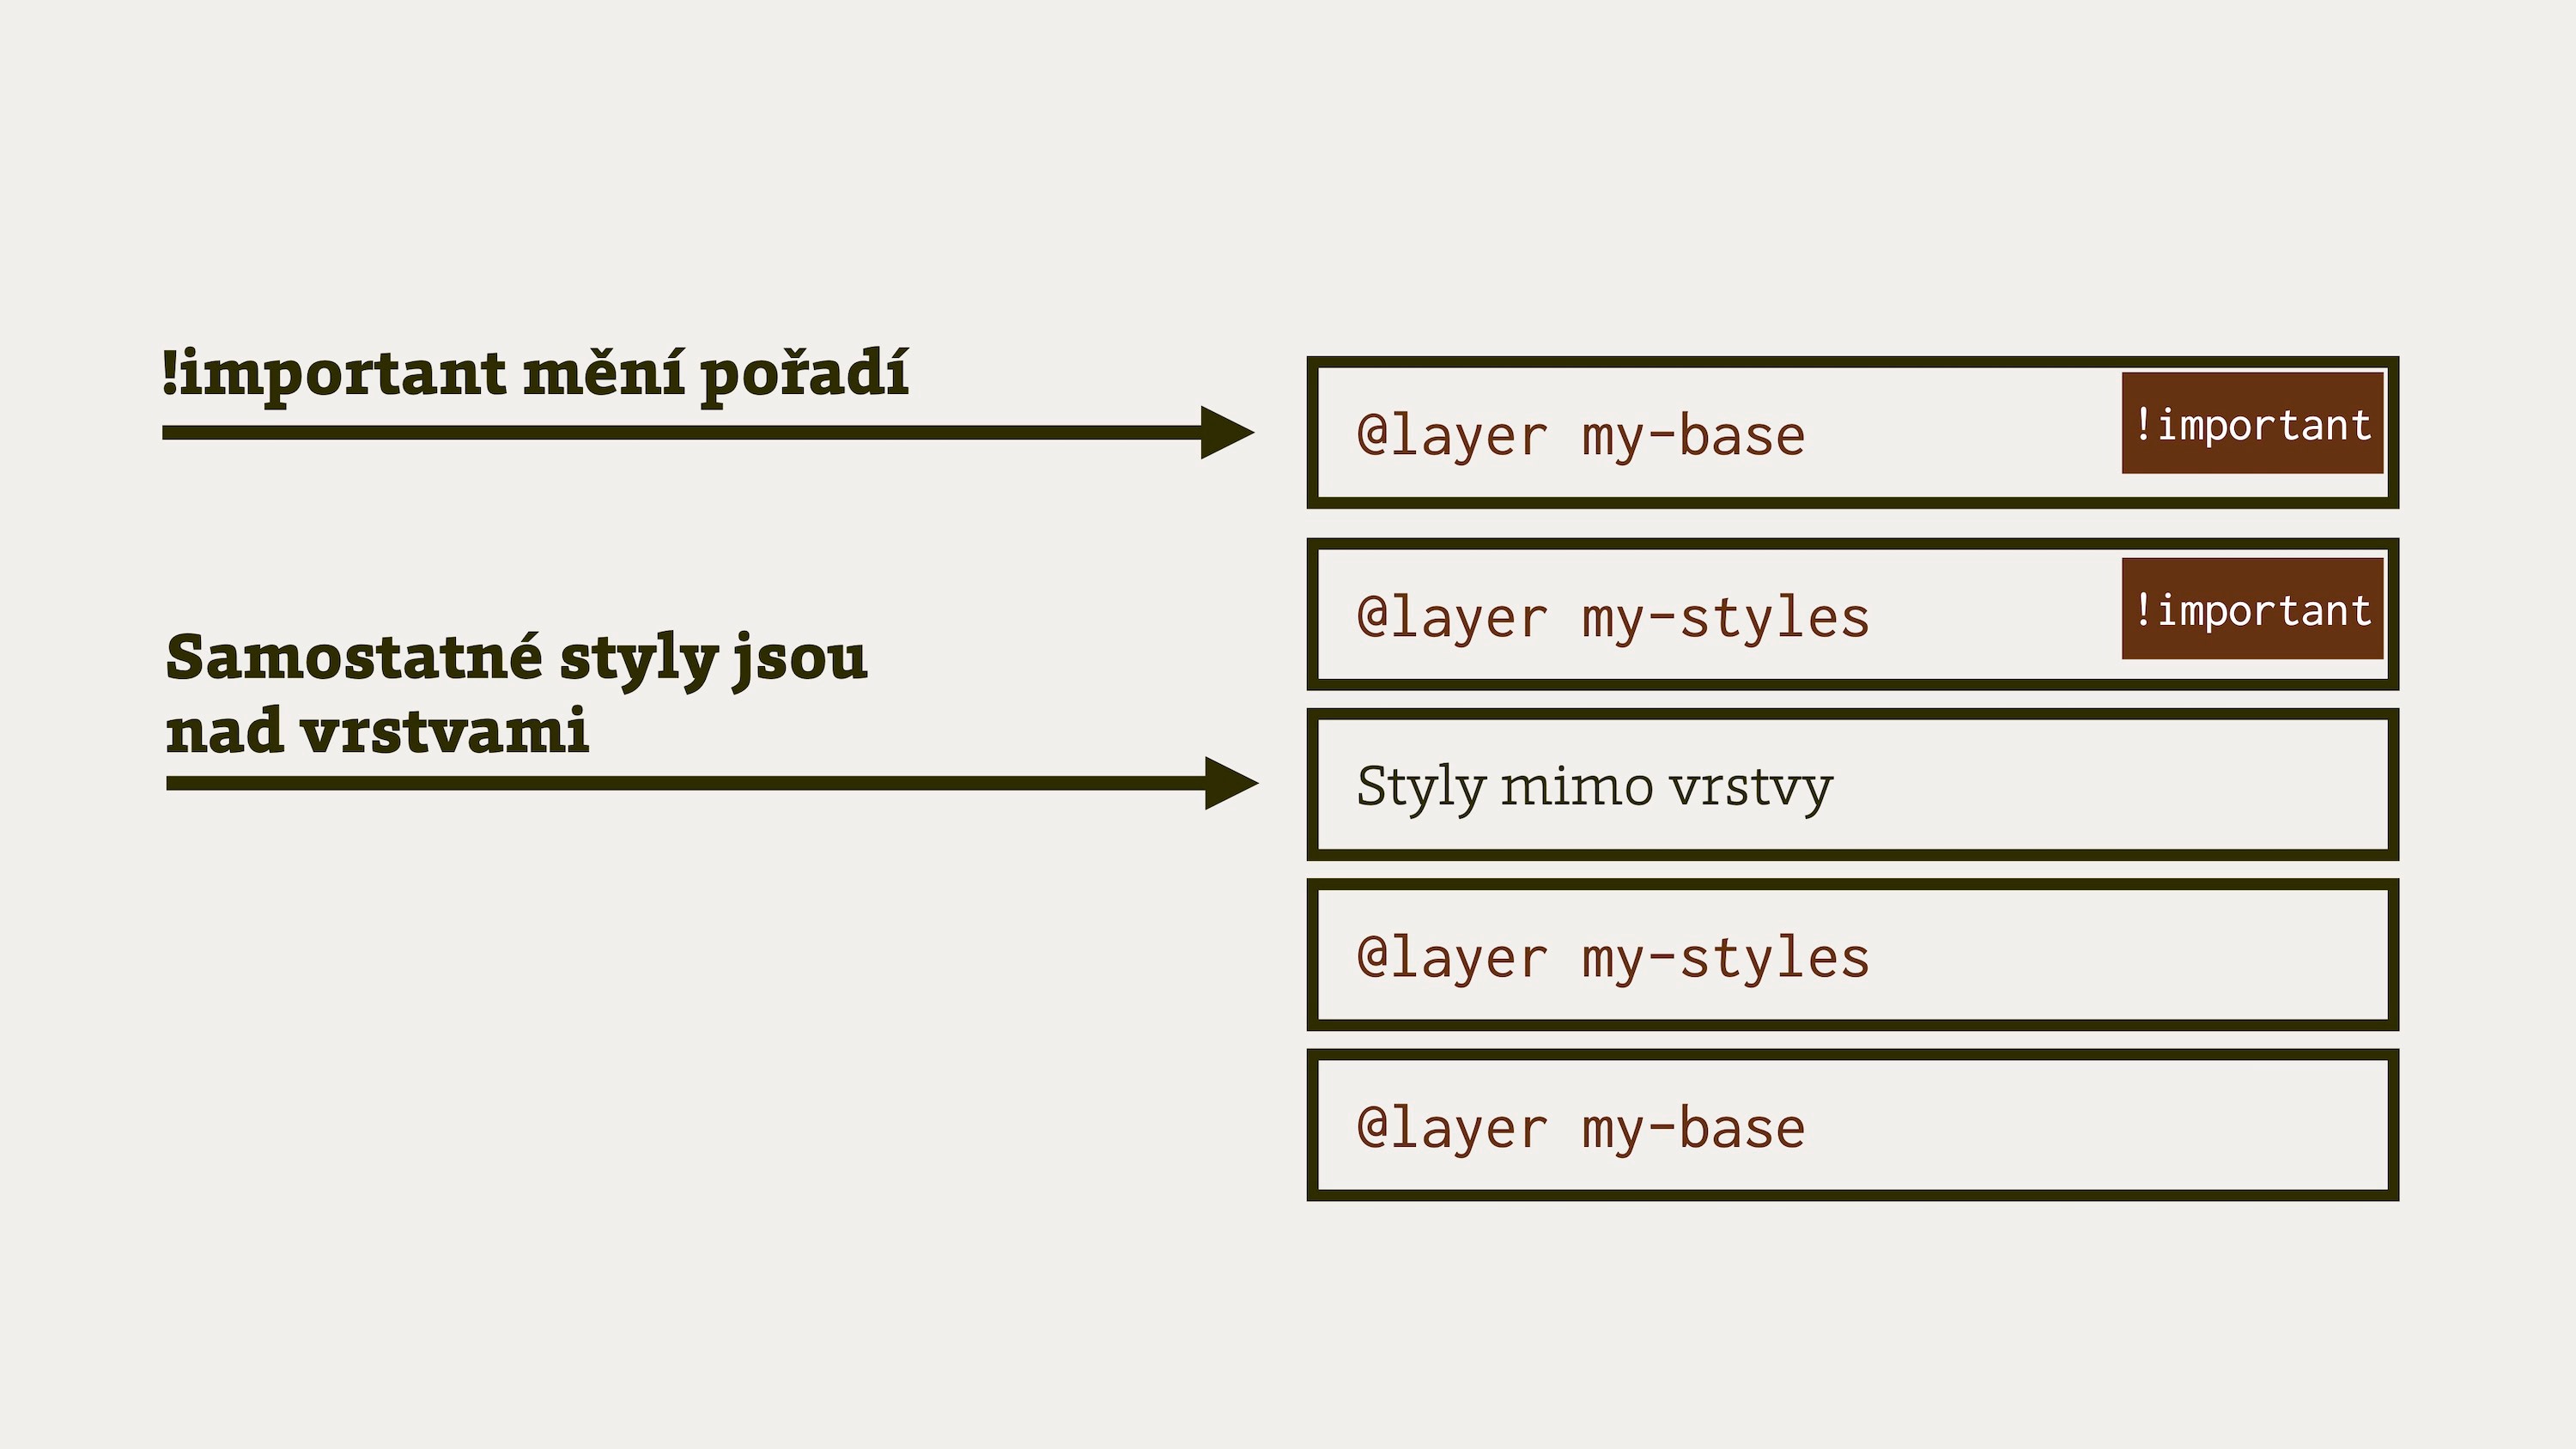 !important mění pořadí
@layer my-base
!important
@layer my-styles
!important
Samostatné styly jsou
nad vrstvami
Styly mimo vrstvy
@layer my-styles
@layer my-base